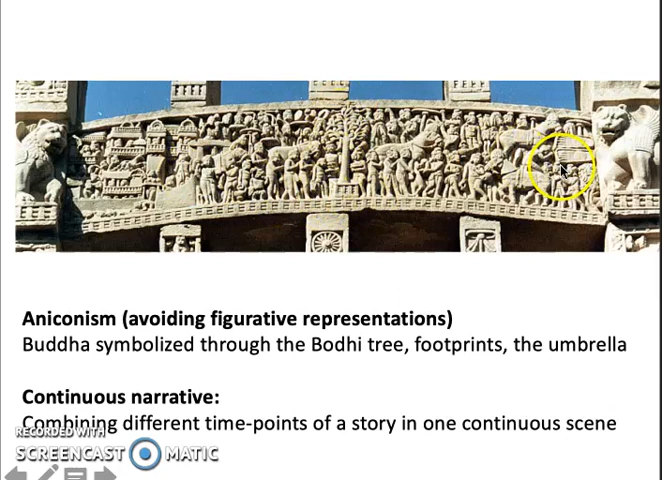 Aniconism (avoiding figurative representations)
Buddha symbolized through the Bodhi tree, footprints, the umbrella
Continuous narrative:
Combining different time-points of a story in one continuous scene
RECORDED WITH
SCREENCAST MATIC